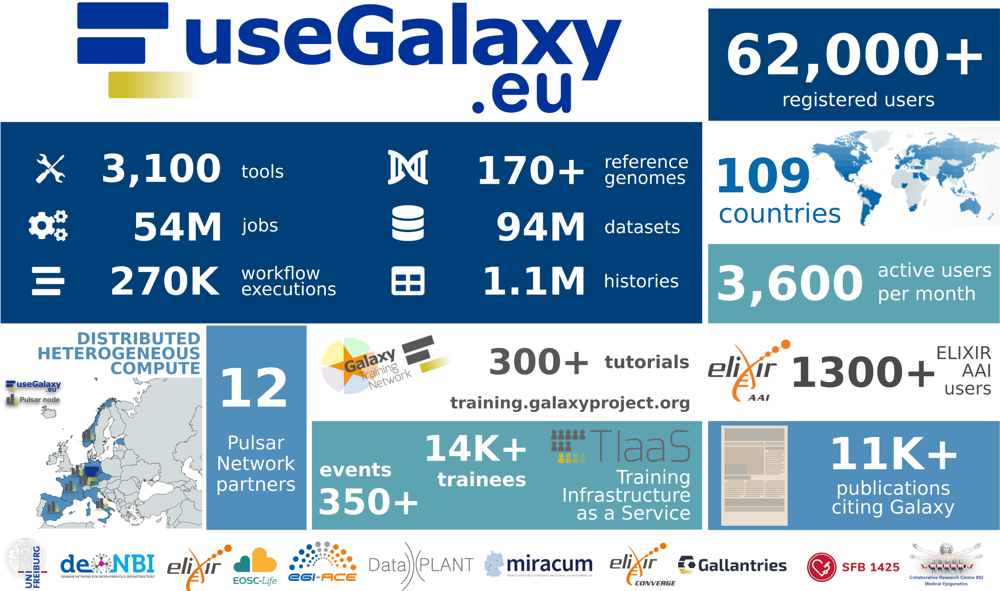 useGalaxy
.eu
62,000+
registered users
3,100 tools
170+ reference
genomes
54M jobs
94M datasets
270K workflow
executions
1.1M histories
109
countries
3,600 active users
per month
DISTRIBUTED
HETEROGENEOUS
COMPUTE
useGalaxy
.eu
Pulsar node
12
Pulsar
Network
partners
Galaxy
Training
Network
300+ tutorials
training.galaxyproject.org
elixir
AAI
1300+
ELIXIR
AAI
users
events
350+
14K+
trainees
TIaaS
Training
Infrastructure
as a Service
11K+
publications
citing Galaxy
UNI
FREIBURG
de NBI
GERMAN NETWORK FOR BIOINFORMATICS INFRASTRUCTURE
elixir
EOSC-Life
EGI-ACE
Data PLANT
miracum
Medical Informatics in Research and Care in University Medicine
elixir
CONVERGE
Gallantries
SFB 1425
Collaborative Research Centre 992
Medical Epigenetics